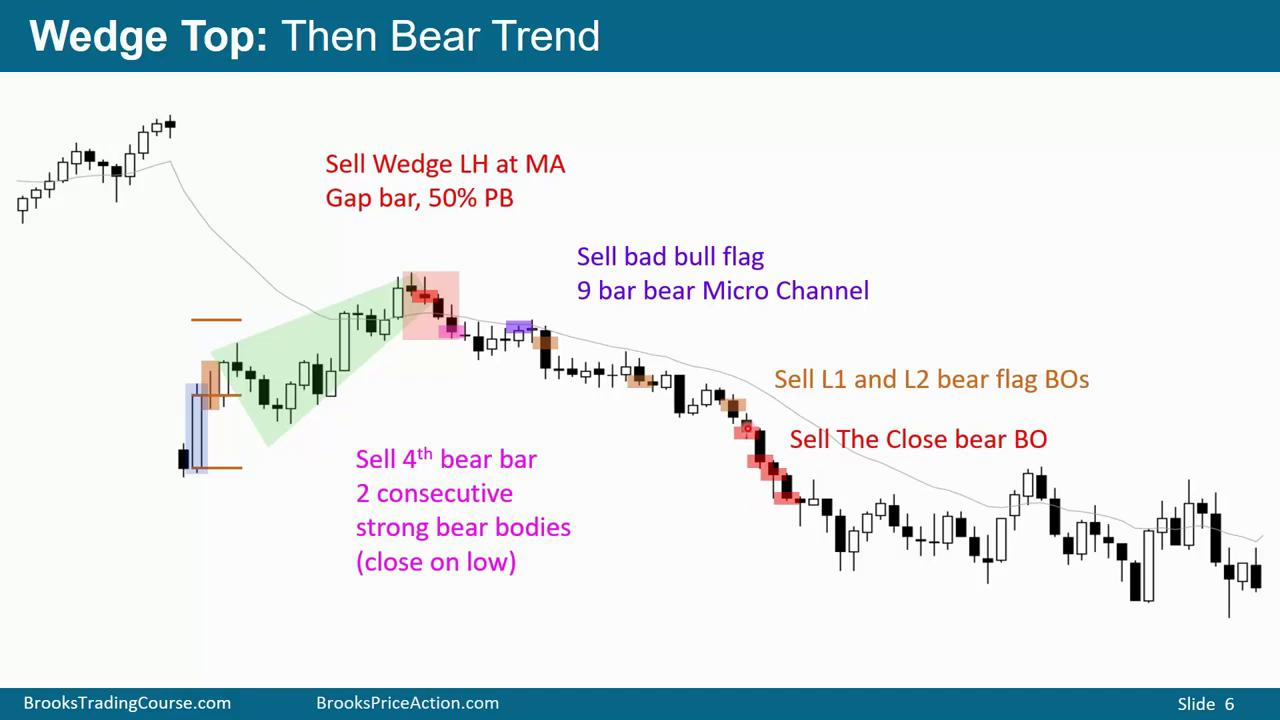 Wedge Top: Then Bear Trend
Sell Wedge LH at MA
Gap bar, 50% PB
Sell bad bull flag
9 bar bear Micro Channel
Sell L1 and L2 bear flag BOs
Sell The Close bear BO
Sell 4th bear bar
2 consecutive
strong bear bodies
(close on low)
BrooksTradingCourse.com
BrooksPriceAction.com
Slide 6